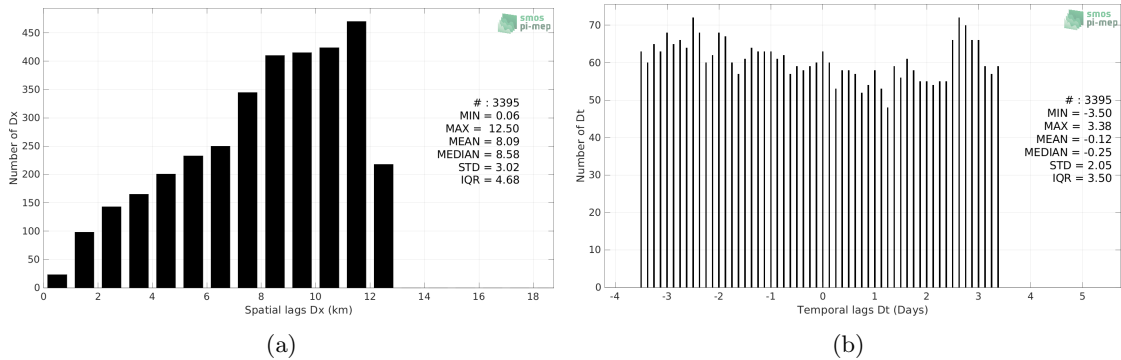 smos
pi-mep
450
400
350
300
250
200
150
100
50
0
Number of Dx
# : 3395
MIN = 0.06
MAX = 12.50
MEAN = 8.09
MEDIAN = 8.58
STD = 3.02
IQR = 4.68
0 2 4 6 8 10 12 14 16 18
Spatial lags Dx (km)
(a)
smos
pi-mep
70
60
50
40
30
20
10
0
Number of Dt
# : 3395
MIN = -3.50
MAX = 3.38
MEAN = -0.12
MEDIAN = -0.25
STD = 2.05
IQR = 3.50
-4 -3 -2 -1 0 1 2 3 4 5
Temporal lags Dt (Days)
(b)